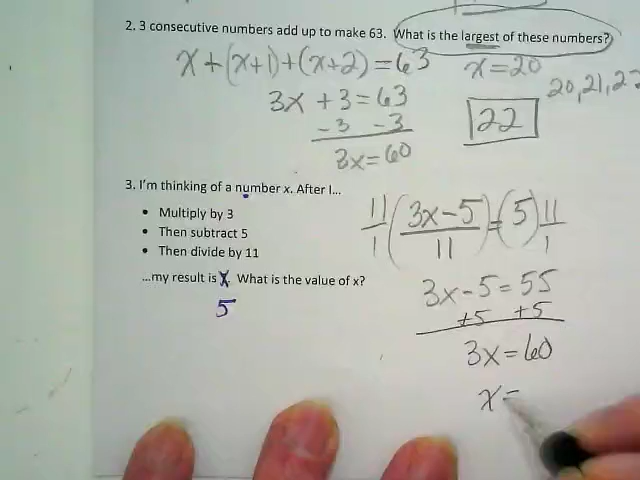 2. 3 consecutive numbers add up to make 63. What is the largest of these numbers?
x+(x+1)+(x+2)=63
x=20
20,21,22
3x+3=63
-3 -3
3x=60
22
3. I'm thinking of a number x. After I…
• Multiply by 3
• Then subtract 5
• Then divide by 11
…my result is x. What is the value of x?
5
11/1 (3x-5/11)=(5) 11/1
3x-5=55
+5 +5
3x=60
x=